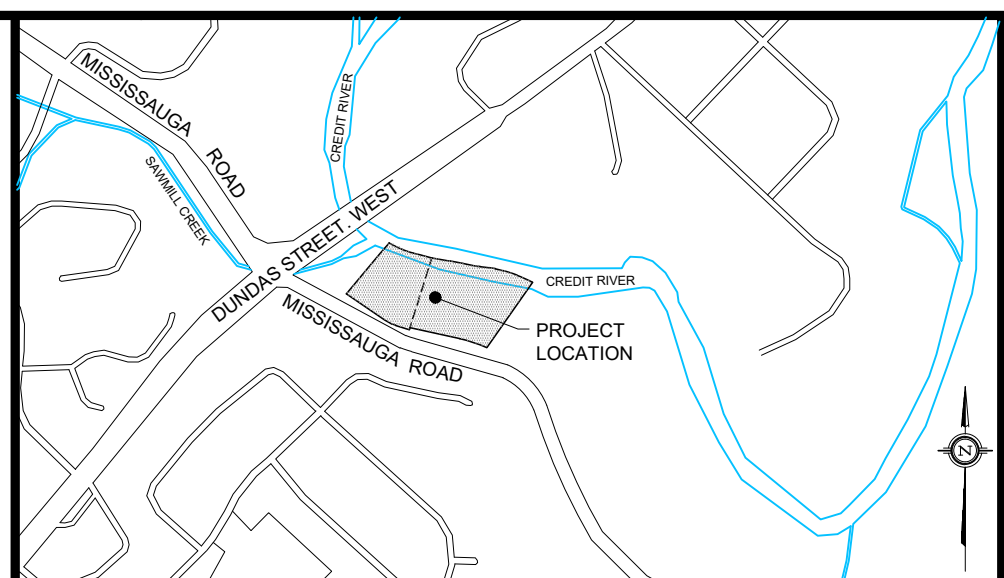 MISSISSAUGA
ROAD
CREDIT RIVER
SAWMILL CREEK
DUNDAS STREET. WEST
CREDIT RIVER
PROJECT
LOCATION
MISSISSAUGA ROAD
N